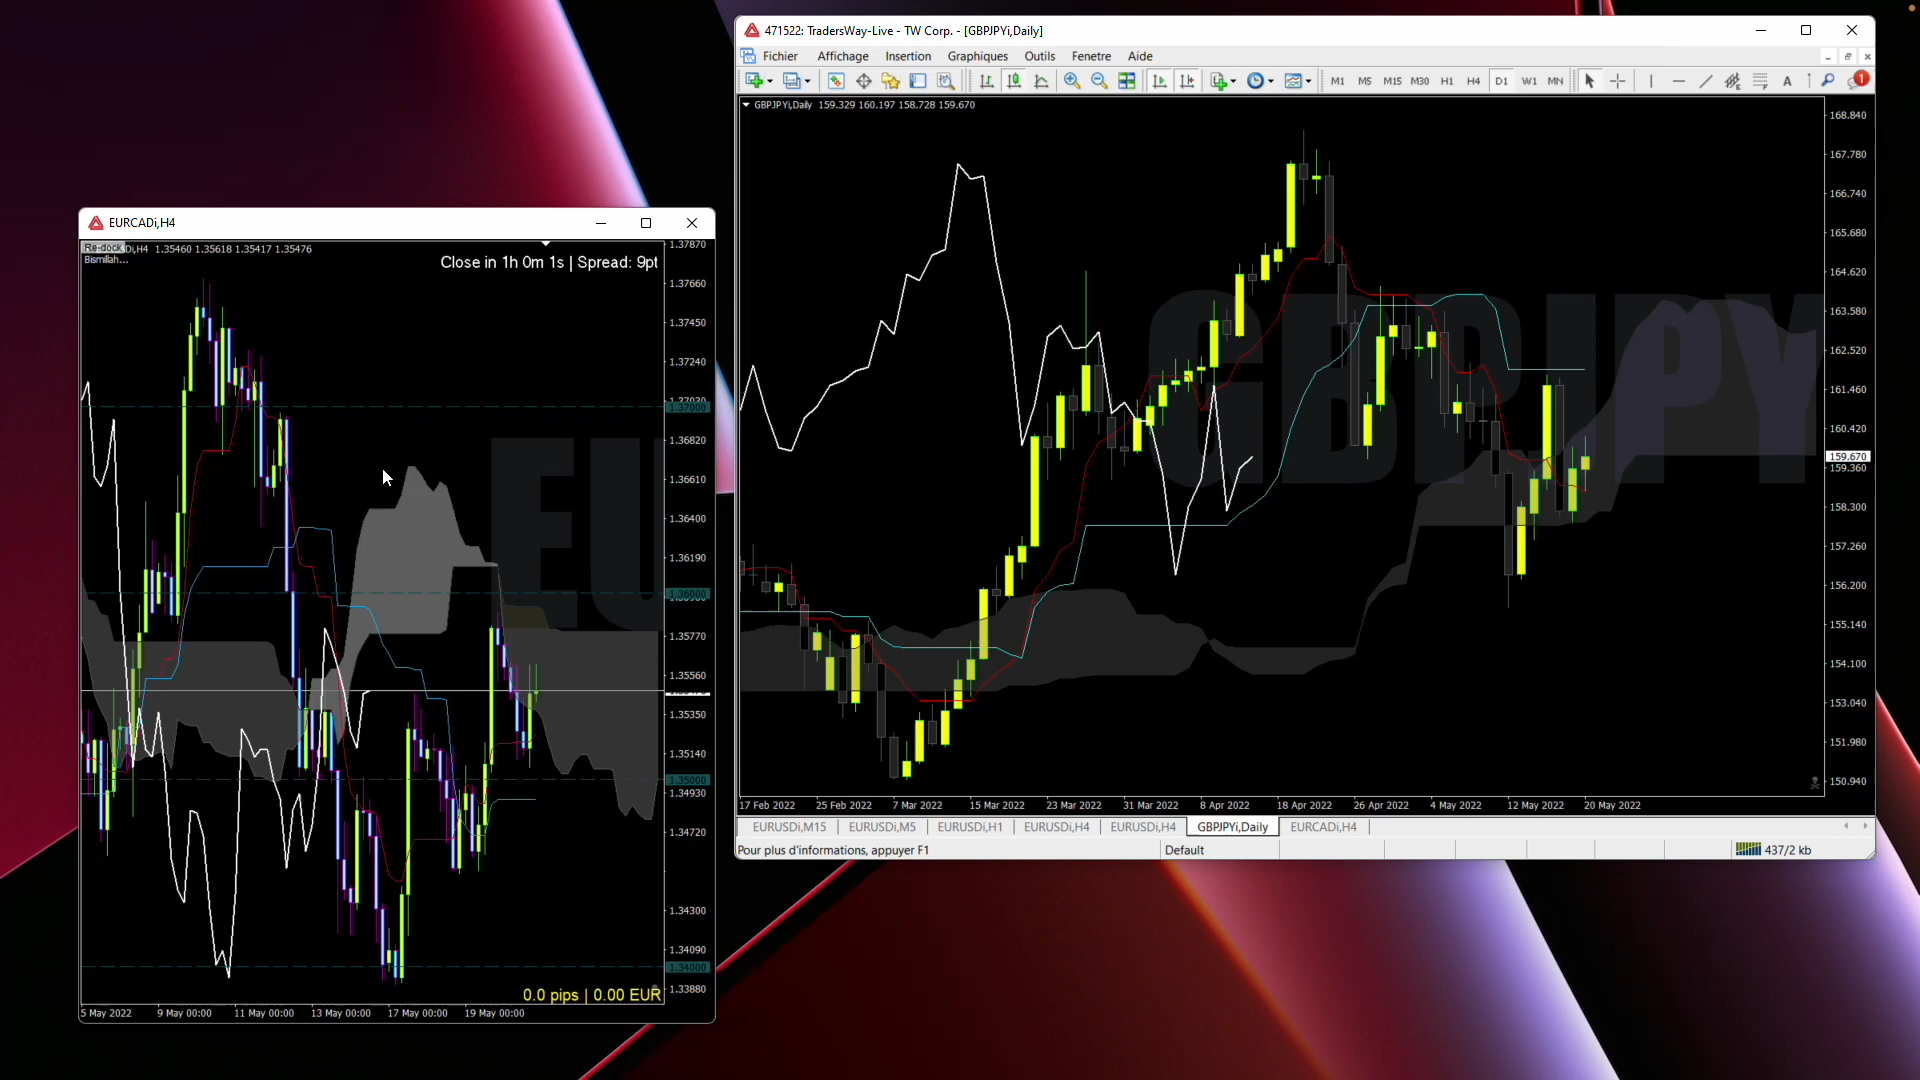 471522: TradersWay-Live - TW Corp. - [GBPJPYi,Daily]
Fichier Affichage Insertion Graphiques Outils Fenetre Aide
M1 M5 M15 M30 H1 H4 D1 W1 MN A 1
GBPJPYi,Daily 159.329 160.197 158.728 159.670
GBPJPY
168.840
167.780
166.740
165.680
164.620
163.580
162.520
161.460
160.420
159.670
159.360
158.300
157.260
156.200
155.140
154.100
153.040
151.980
150.940
17 Feb 2022 25 Feb 2022 7 Mar 2022 15 Mar 2022 23 Mar 2022 31 Mar 2022 8 Apr 2022 18 Apr 2022 26 Apr 2022 4 May 2022 12 May 2022 20 May 2022
EURUSDi,M15 EURUSDi,M5 EURUSDi,H1 EURUSDi,H4 EURUSDi,H4 GBPJPYi,Daily EURCADi,H4
Pour plus d'informations, appuyer F1 Default 437/2 kb
EURCADi,H4
Re-dock Di,H4 1.35460 1.35618 1.35417 1.35476
Bismillah...
Close in 1h 0m 1s | Spread: 9pt
EU
1.37870
1.37660
1.37450
1.37240
1.37000
1.36820
1.36610
1.36400
1.36190
1.36000
1.35770
1.35560
1.35350
1.35140
1.35000
1.34930
1.34720
1.34300
1.34090
1.34000
1.33880
0.0 pips | 0.00 EUR
5 May 2022 9 May 00:00 11 May 00:00 13 May 00:00 17 May 00:00 19 May 00:00